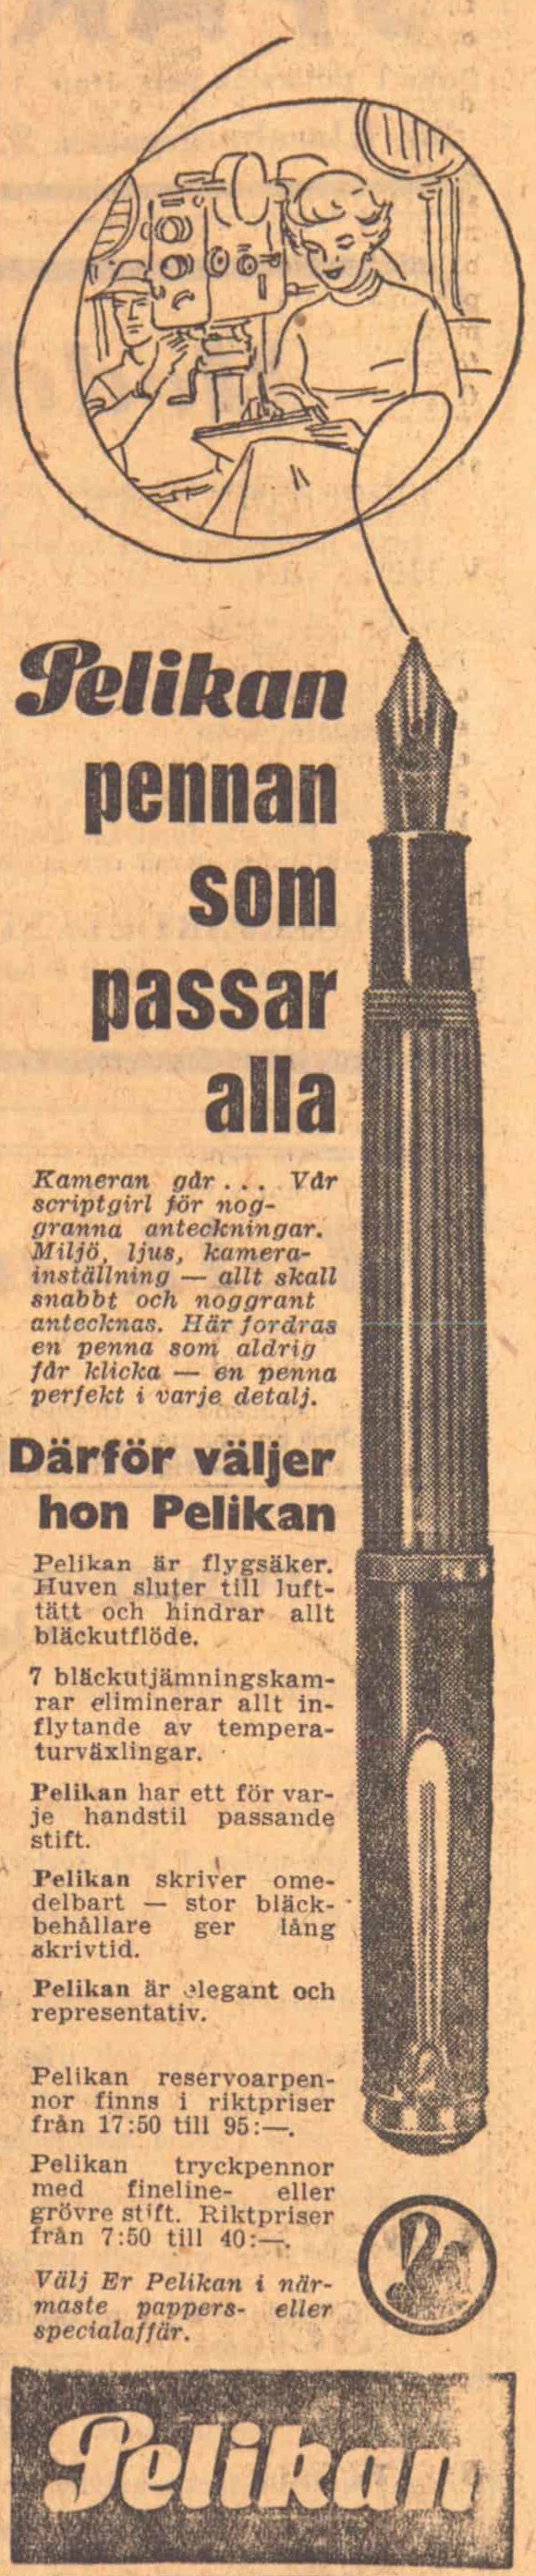 Pelikan
pennan
som
passar
alla
Kameran går... Vår
scriptgirl för nog-
granna anteckningar.
Miljö, ljus, kamera-
inställning — allt skall
snabbt och noggrant
antecknas. Här fordras
en penna som aldrig
får klicka — en penna
perfekt i varje detalj.
Därför väljer
hon Pelikan
Pelikan är flygsäker.
Huven sluter till luft-
tätt och hindrar allt
bläckutflöde.
7 bläckutjämningskam-
rar eliminerar allt in-
flytande av tempera-
turväxlingar.
Pelikan har ett för var-
je handstil passande
stift.
Pelikan skriver ome-
delbart — stor bläck-
behållare ger lång
skrivtid.
Pelikan är elegant och
representativ.
Pelikan reservoarpen-
nor finns i riktpriser
från 17:50 till 95:—.
Pelikan tryckpennor
med fineline- eller
grövre stift. Riktpriser
från 7:50 till 40:—.
Välj Er Pelikan i när-
maste pappers- eller
specialaffär.
Pelikan